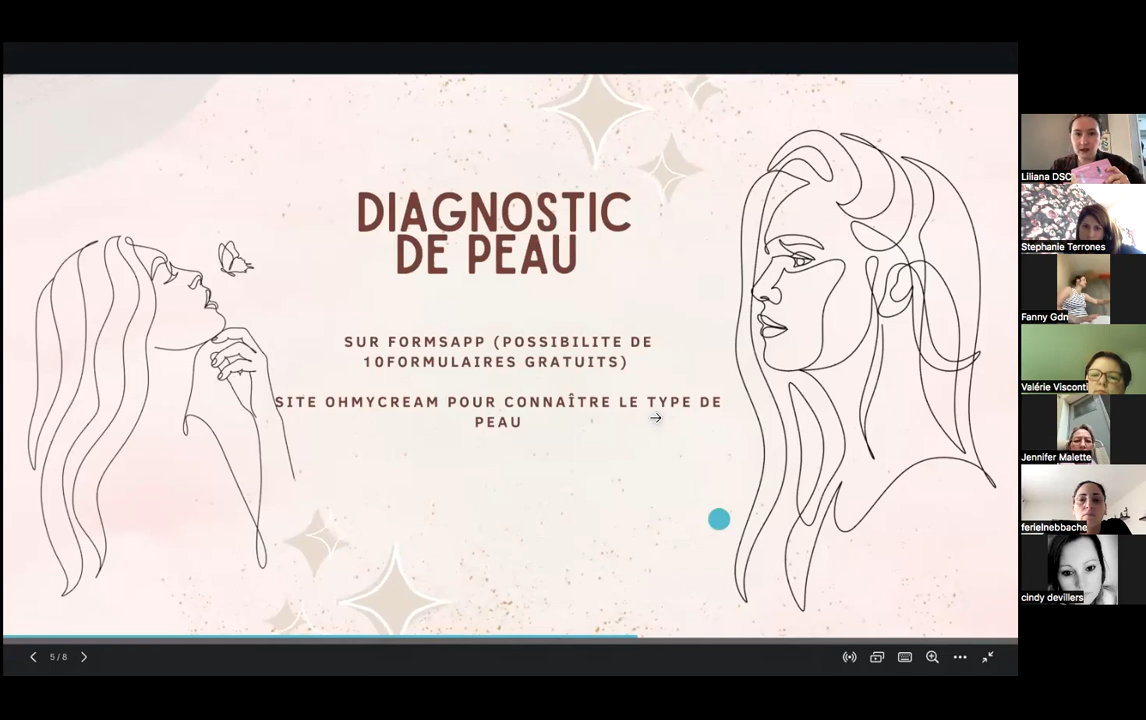 DIAGNOSTIC
DE PEAU
SUR FORMSAPP (POSSIBILITE DE
10FORMULAIRES GRATUITS)
SITE OHMYCREAM POUR CONNAÎTRE LE TYPE DE
PEAU
5/8
Liliana DSC
Stephanie Terrones
Fanny Gdn
Valérie Visconti
Jennifer Malette
ferielnebbache
cindy devillers